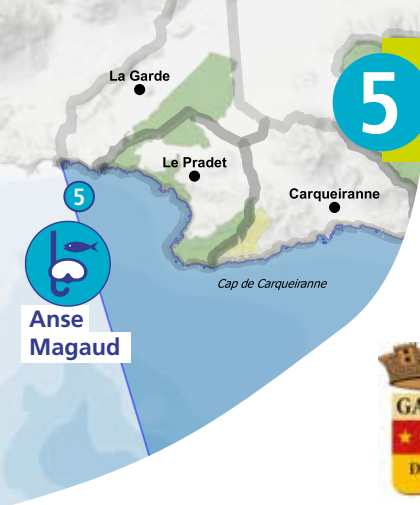 La Garde
5
Le Pradet
Carqueiranne
5
Cap de Carqueiranne
Anse
Magaud